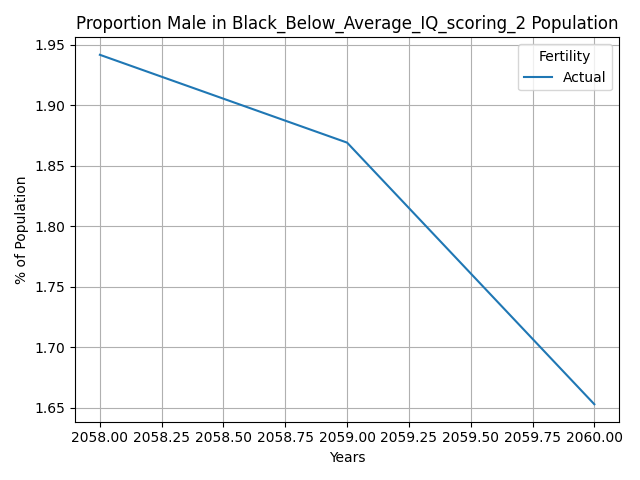 Proportion Male in Black_Below_Average_IQ_scoring_2 Population
Fertility
Actual
% of Population
1.95
1.90
1.85
1.80
1.75
1.70
1.65
2058.00 2058.25 2058.50 2058.75 2059.00 2059.25 2059.50 2059.75 2060.00
Years